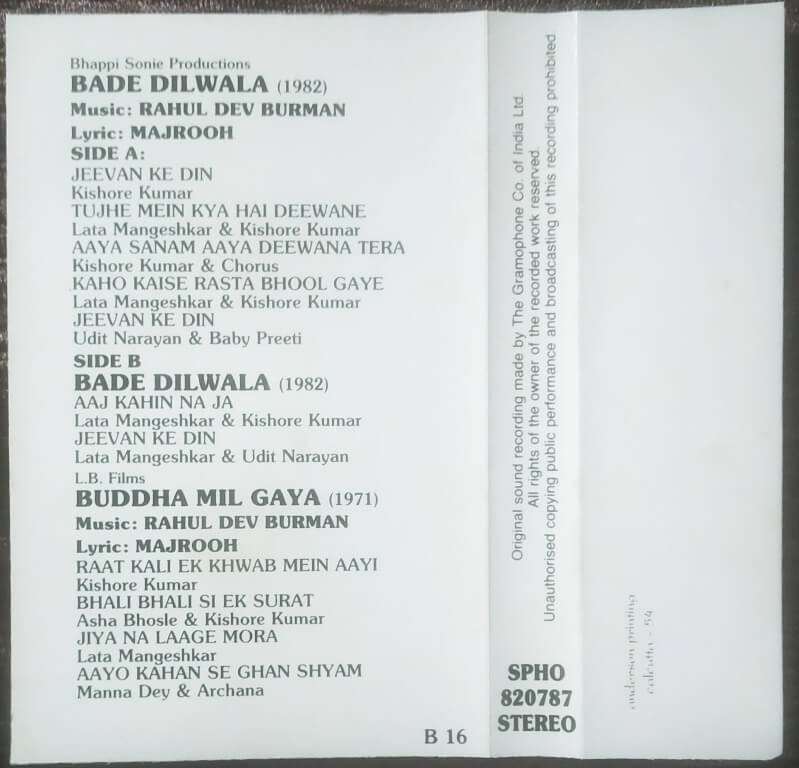 Bhappi Sonie Productions
BADE DILWALA (1982)
Music: RAHUL DEV BURMAN
Lyric: MAJROOH
SIDE A:
JEEVAN KE DIN
Kishore Kumar
TUJHE MEIN KYA HAI DEEWANE
Lata Mangeshkar & Kishore Kumar
AAYA SANAM AAYA DEEWANA TERA
Kishore Kumar & Chorus
KAHO KAISE RASTA BHOOL GAYE
Lata Mangeshkar & Kishore Kumar
JEEVAN KE DIN
Udit Narayan & Baby Preeti
SIDE B
BADE DILWALA (1982)
AAJ KAHIN NA JA
Lata Mangeshkar & Kishore Kumar
JEEVAN KE DIN
Lata Mangeshkar & Udit Narayan
L.B. Films
BUDDHA MIL GAYA (1971)
Music: RAHUL DEV BURMAN
Lyric: MAJROOH
RAAT KALI EK KHWAB MEIN AAYI
Kishore Kumar
BHALI BHALI SI EK SURAT
Asha Bhosle & Kishore Kumar
JIYA NA LAAGE MORA
Lata Mangeshkar
AAYO KAHAN SE GHAN SHYAM
Manna Dey & Archana
B 16
Original sound recording made by The Gramophone Co. of India Ltd.
All rights of the owner of the recorded work reserved.
Unauthorised copying public performance and broadcasting of this recording prohibited.
SPHO
820787
STEREO
anderson printing
calcutta - 54